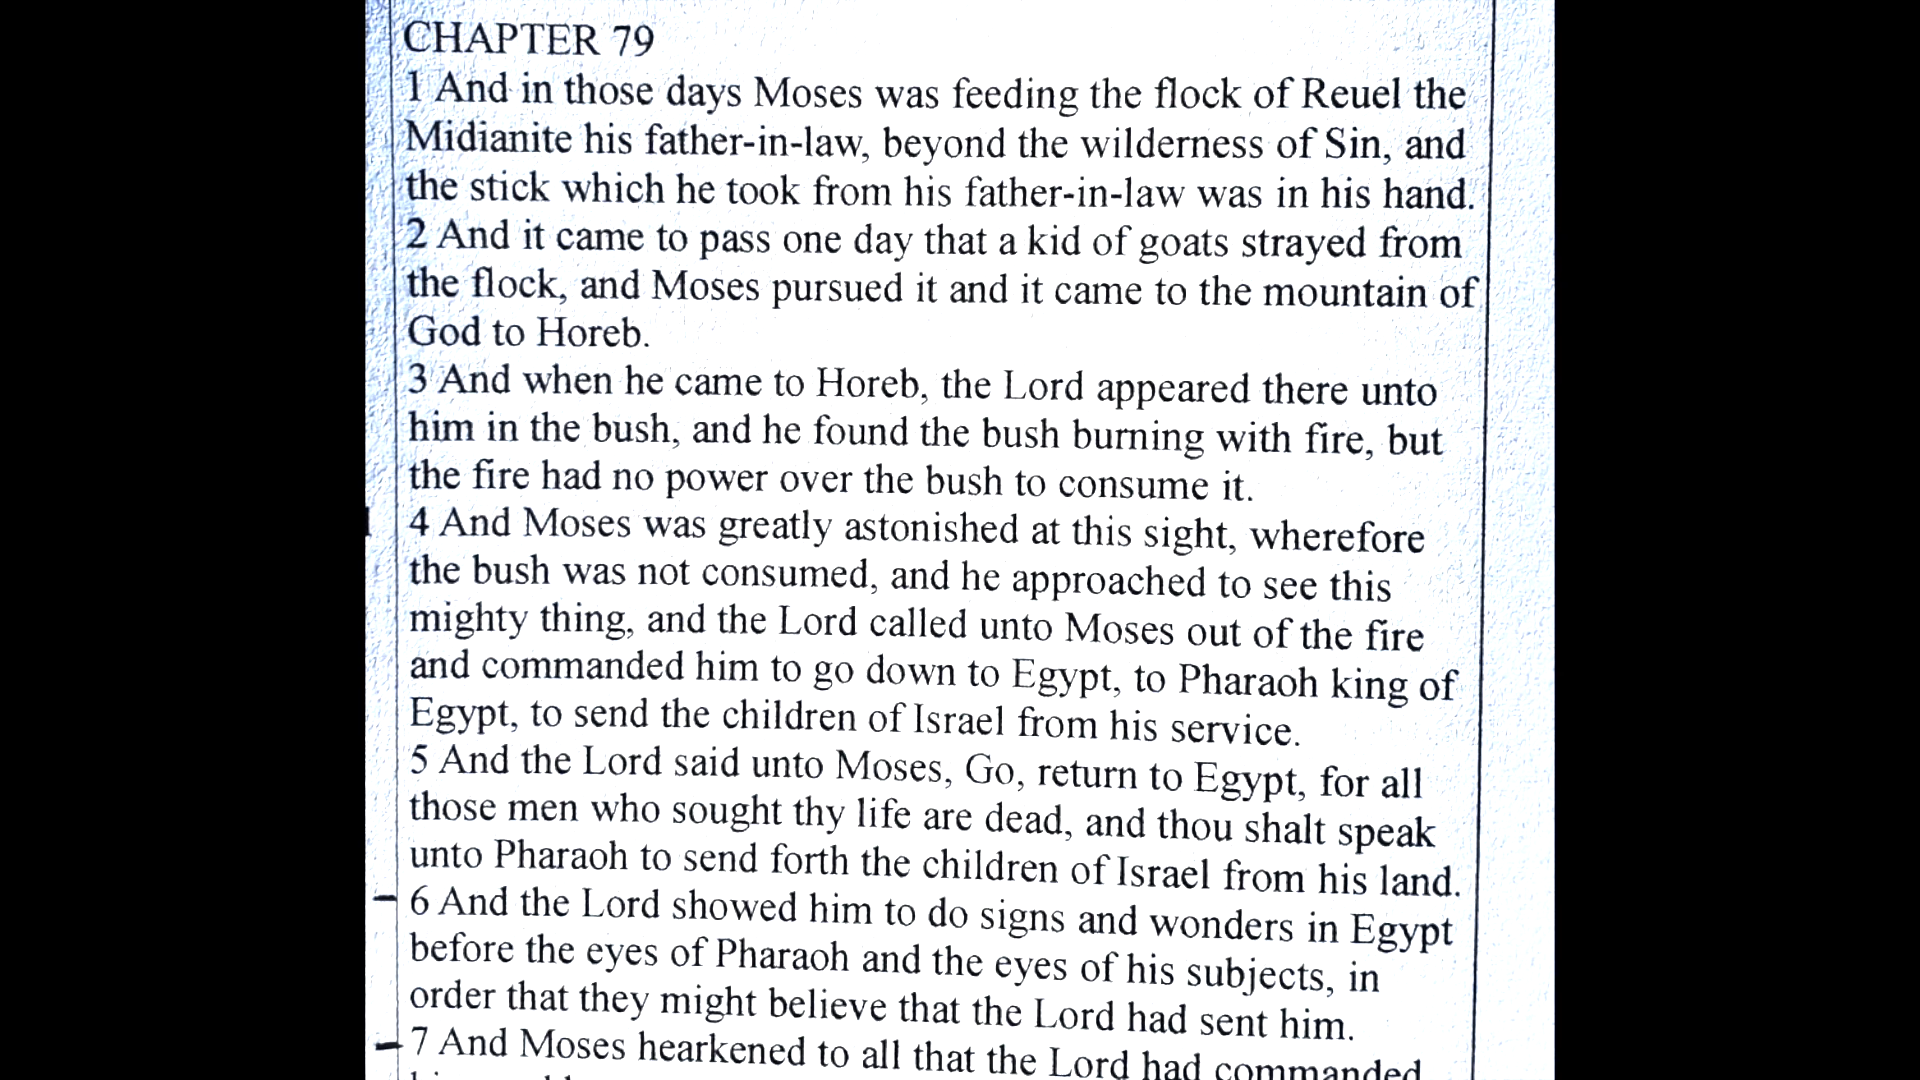 CHAPTER 79
1 And in those days Moses was feeding the flock of Reuel the
Midianite his father-in-law, beyond the wilderness of Sin, and
the stick which he took from his father-in-law was in his hand.
2 And it came to pass one day that a kid of goats strayed from
the flock, and Moses pursued it and it came to the mountain of
God to Horeb.
3 And when he came to Horeb, the Lord appeared there unto
him in the bush, and he found the bush burning with fire, but
the fire had no power over the bush to consume it.
4 And Moses was greatly astonished at this sight, wherefore
the bush was not consumed, and he approached to see this
mighty thing, and the Lord called unto Moses out of the fire
and commanded him to go down to Egypt, to Pharaoh king of
Egypt, to send the children of Israel from his service.
5 And the Lord said unto Moses, Go, return to Egypt, for all
those men who sought thy life are dead, and thou shalt speak
unto Pharaoh to send forth the children of Israel from his land.
6 And the Lord showed him to do signs and wonders in Egypt
before the eyes of Pharaoh and the eyes of his subjects, in
order that they might believe that the Lord had sent him.
7 And Moses hearkened to all that the Lord had commanded